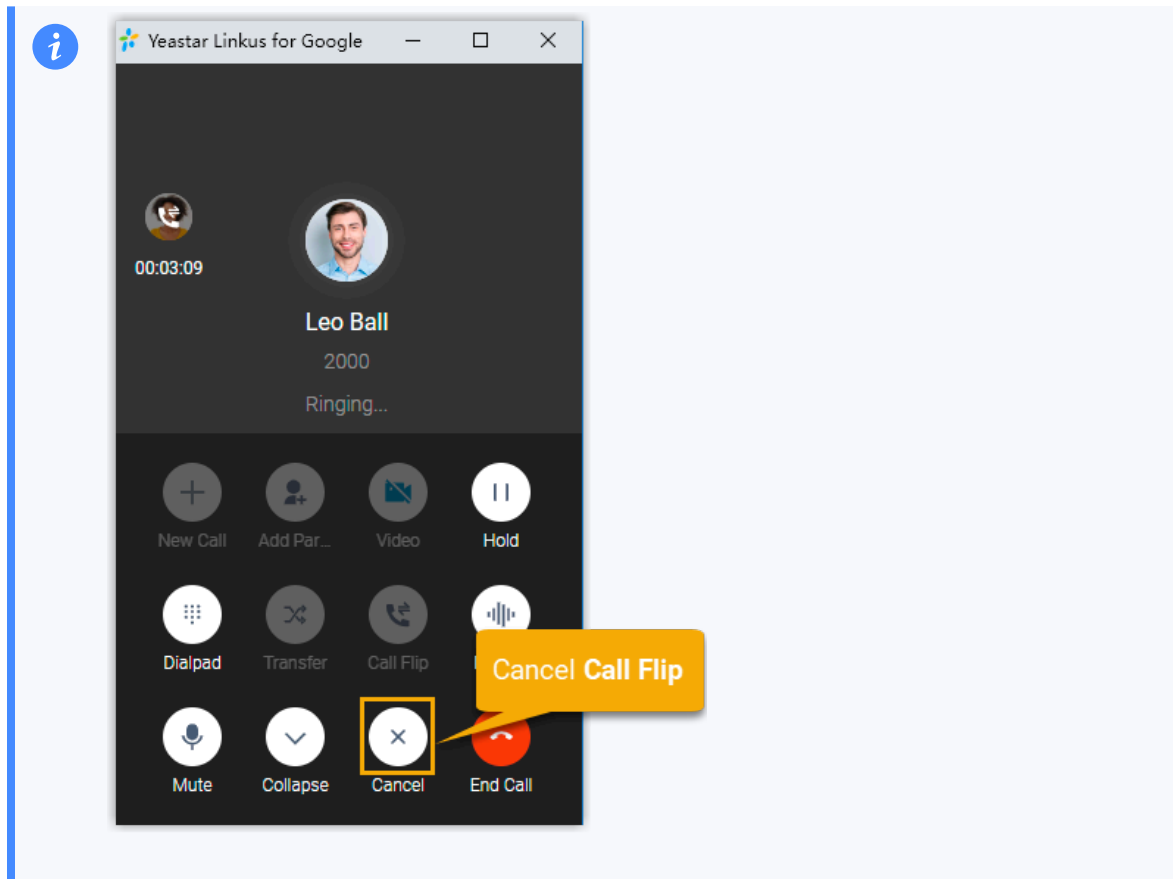 Yeastar Linkus for Google
00:03:09
Leo Ball
2000
Ringing...
New Call
Add Par...
Video
Hold
Dialpad
Transfer
Call Flip
Cancel Call Flip
Mute
Collapse
Cancel
End Call